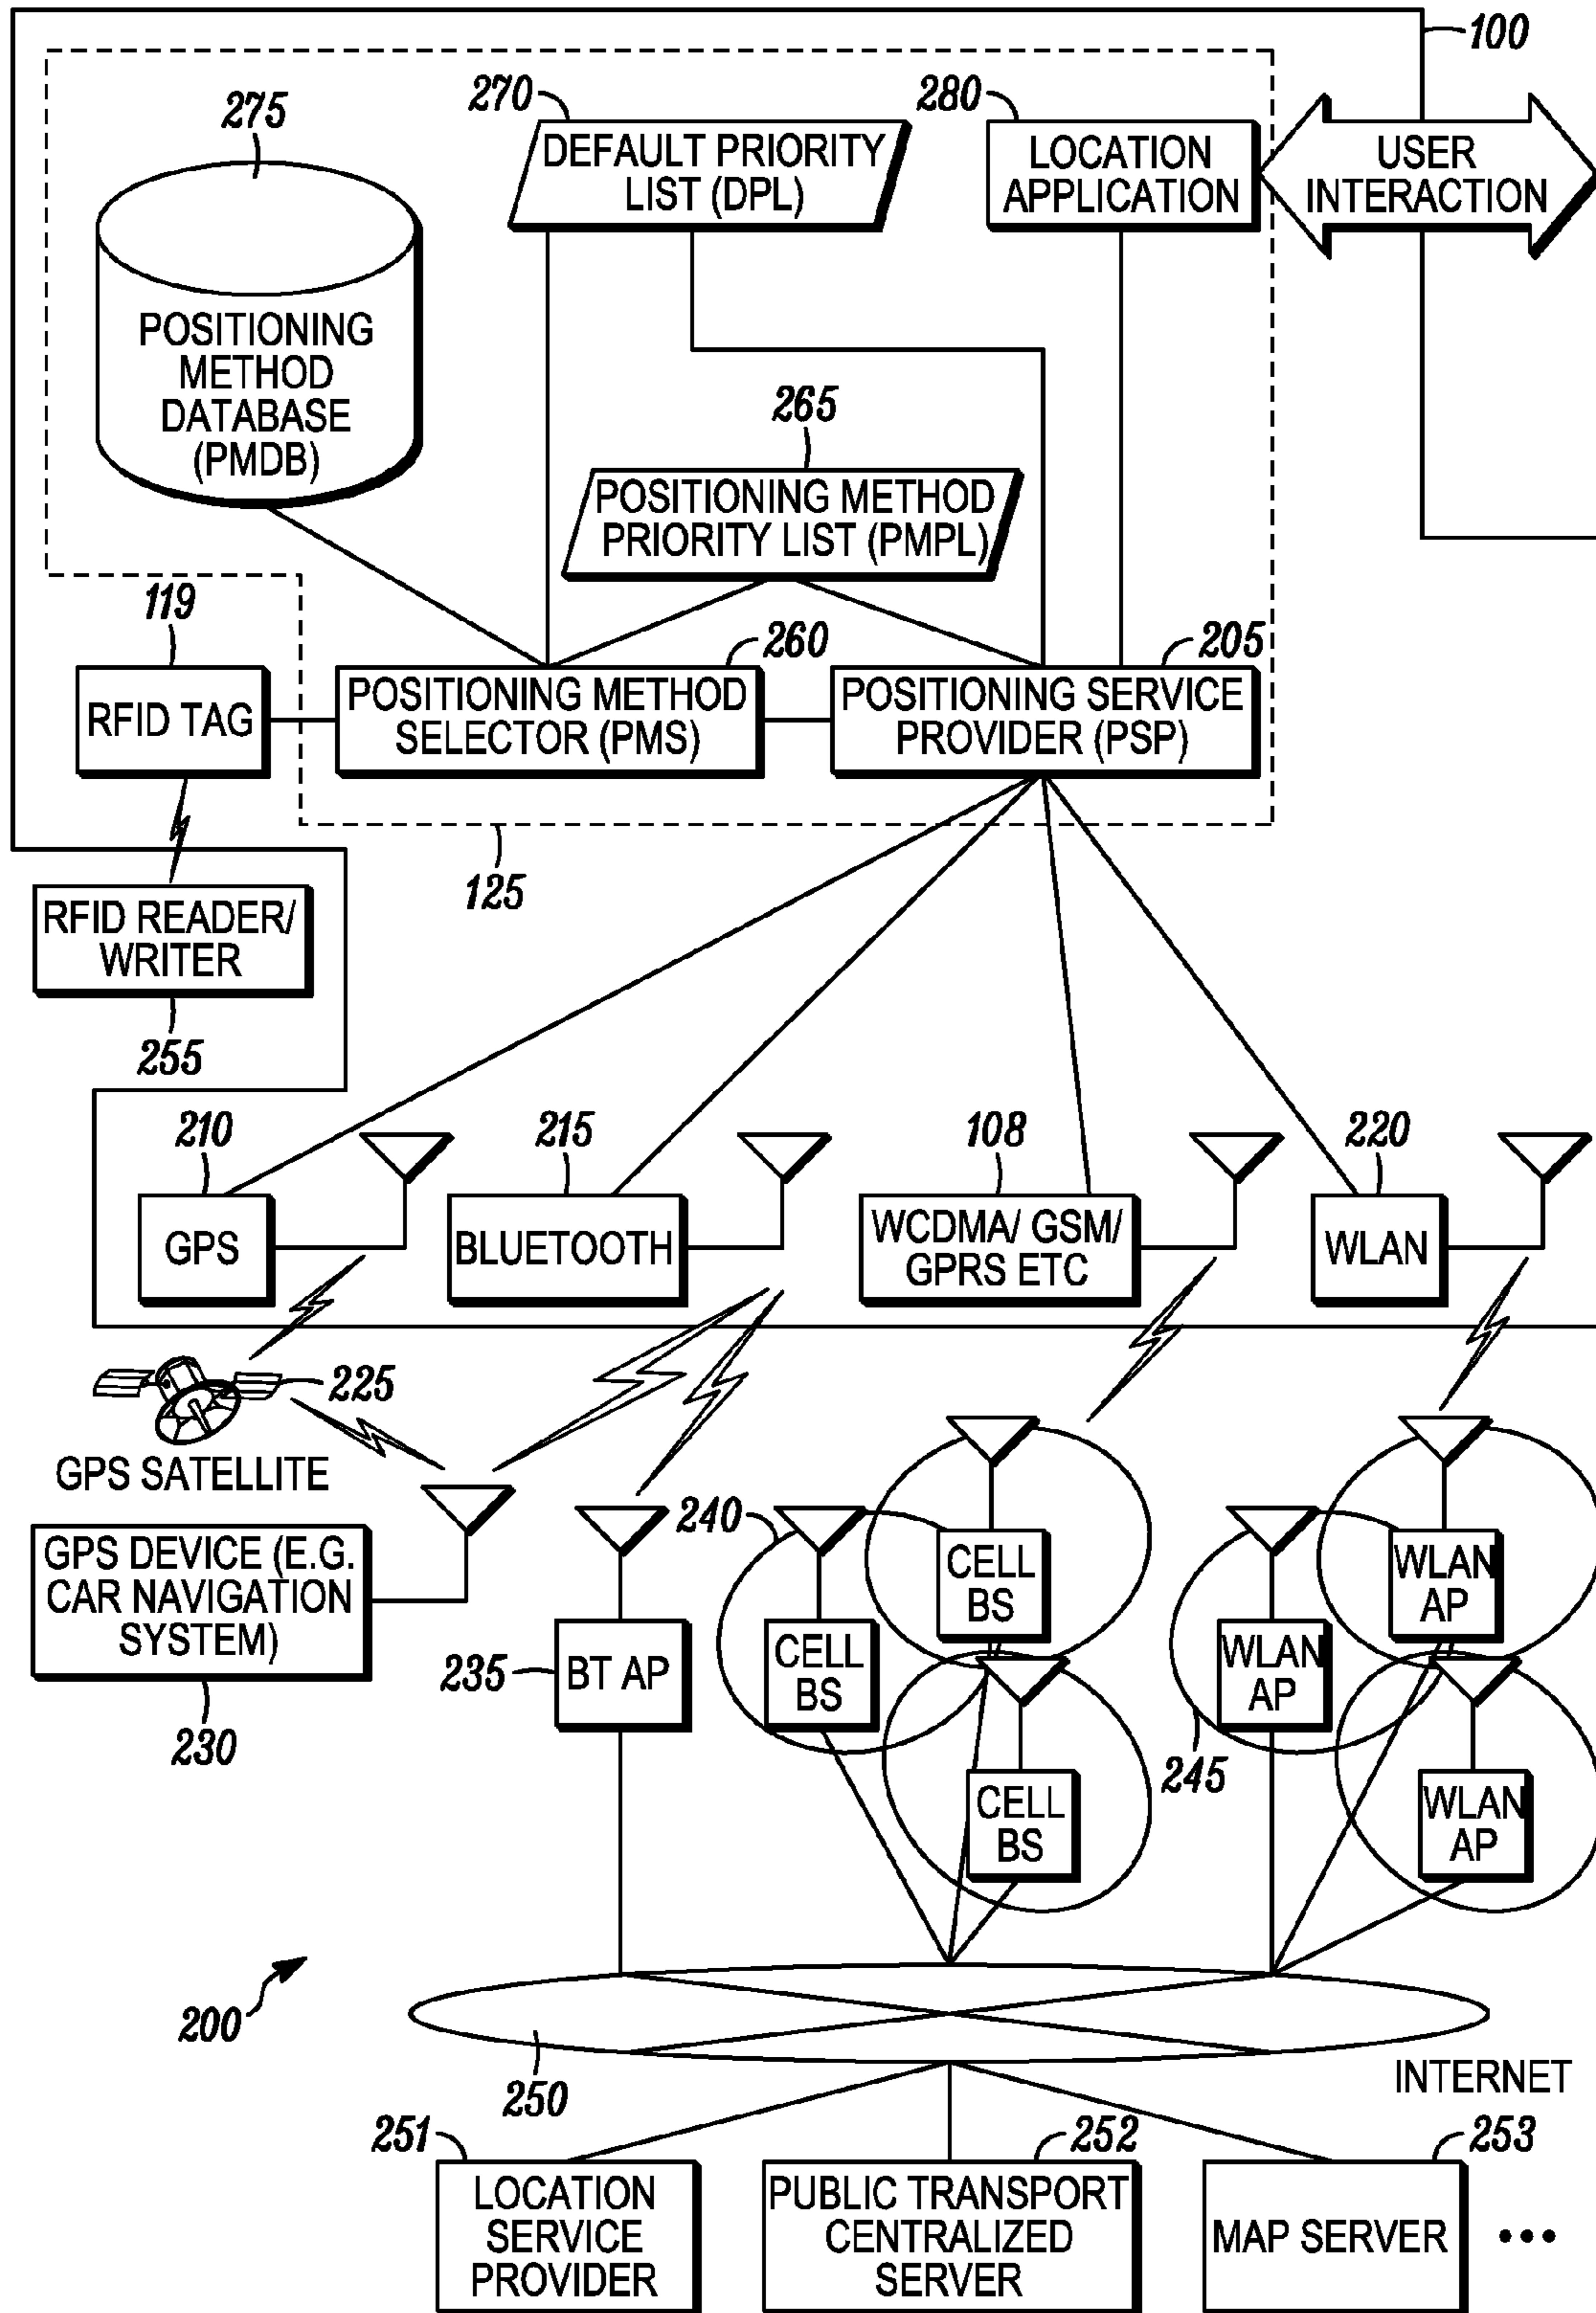 100
275
270
280
DEFAULT PRIORITY
LIST (DPL)
LOCATION
APPLICATION
USER
INTERACTION
POSITIONING
METHOD
DATABASE
(PMDB)
265
POSITIONING METHOD
PRIORITY LIST (PMPL)
119
260
205
RFID TAG
POSITIONING METHOD
SELECTOR (PMS)
POSITIONING SERVICE
PROVIDER (PSP)
125
RFID READER/
WRITER
255
210
215
108
220
GPS
BLUETOOTH
WCDMA/ GSM/
GPRS ETC
WLAN
225
GPS SATELLITE
GPS DEVICE (E.G.
CAR NAVIGATION
SYSTEM)
230
235
BT AP
240
CELL
BS
CELL
BS
CELL
BS
245
WLAN
AP
WLAN
AP
WLAN
AP
200
250
INTERNET
251
252
253
LOCATION
SERVICE
PROVIDER
PUBLIC TRANSPORT
CENTRALIZED
SERVER
MAP SERVER
•••